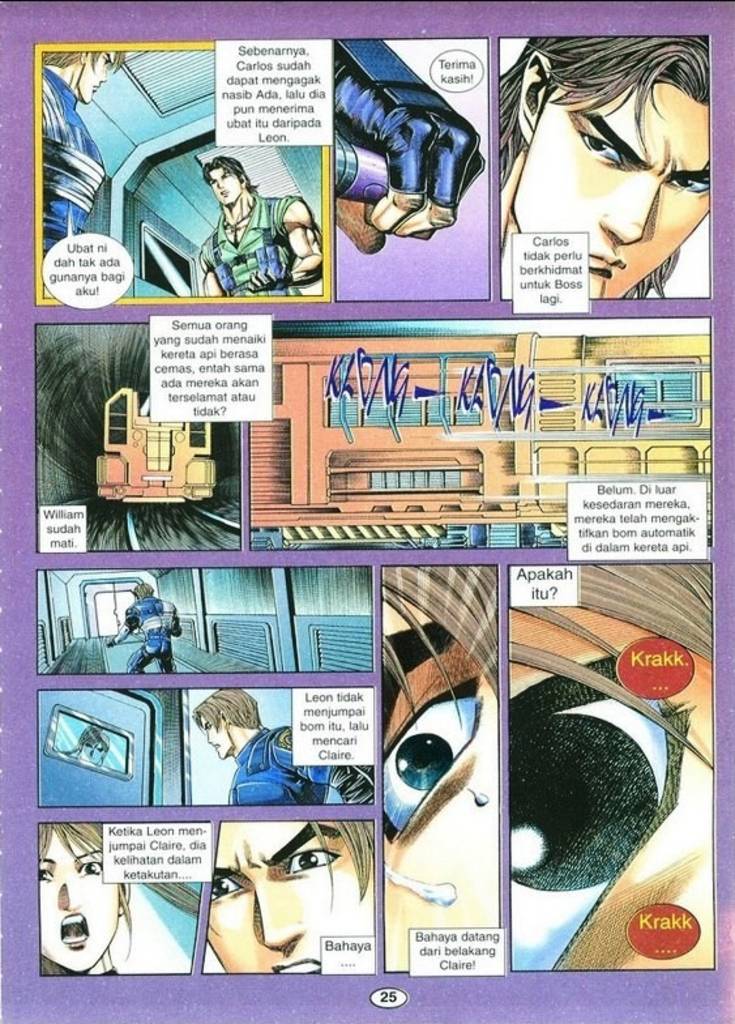 Sebenarnya,
Carlos sudah
dapat mengagak
nasib Ada, lalu dia
pun menerima
ubat itu daripada
Leon.
Ubat ni
dah tak ada
gunanya bagi
aku!
Terima
kasih!
Carlos
tidak perlu
berkhidmat
untuk Boss
lagi.
Semua orang
yang sudah menaiki
kereta api berasa
cemas, entah sama
ada mereka akan
terselamat atau
tidak?
William
sudah
mati.
KLONG— KLONG— KLONG—
Belum. Di luar
kesedaran mereka,
mereka telah mengak-
tifkan bom automatik
di dalam kereta api.
Leon tidak
menjumpai
bom itu, lalu
mencari
Claire.
Ketika Leon men-
jumpai Claire, dia
kelihatan dalam
ketakutan....
Bahaya
....
Bahaya datang
dari belakang
Claire!
Apakah
itu?
Krakk.
...
Krakk
....
25